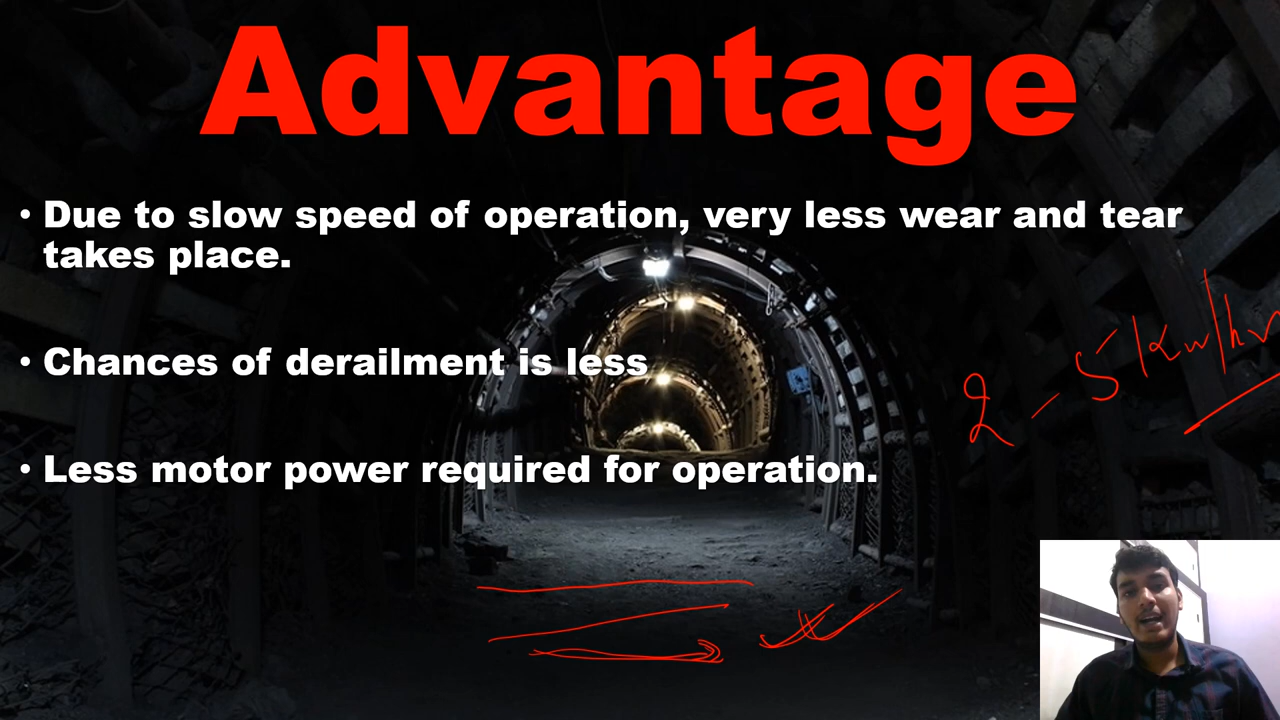 Advantage
• Due to slow speed of operation, very less wear and tear
takes place.
• Chances of derailment is less
2 - 5 Km/hr
• Less motor power required for operation.